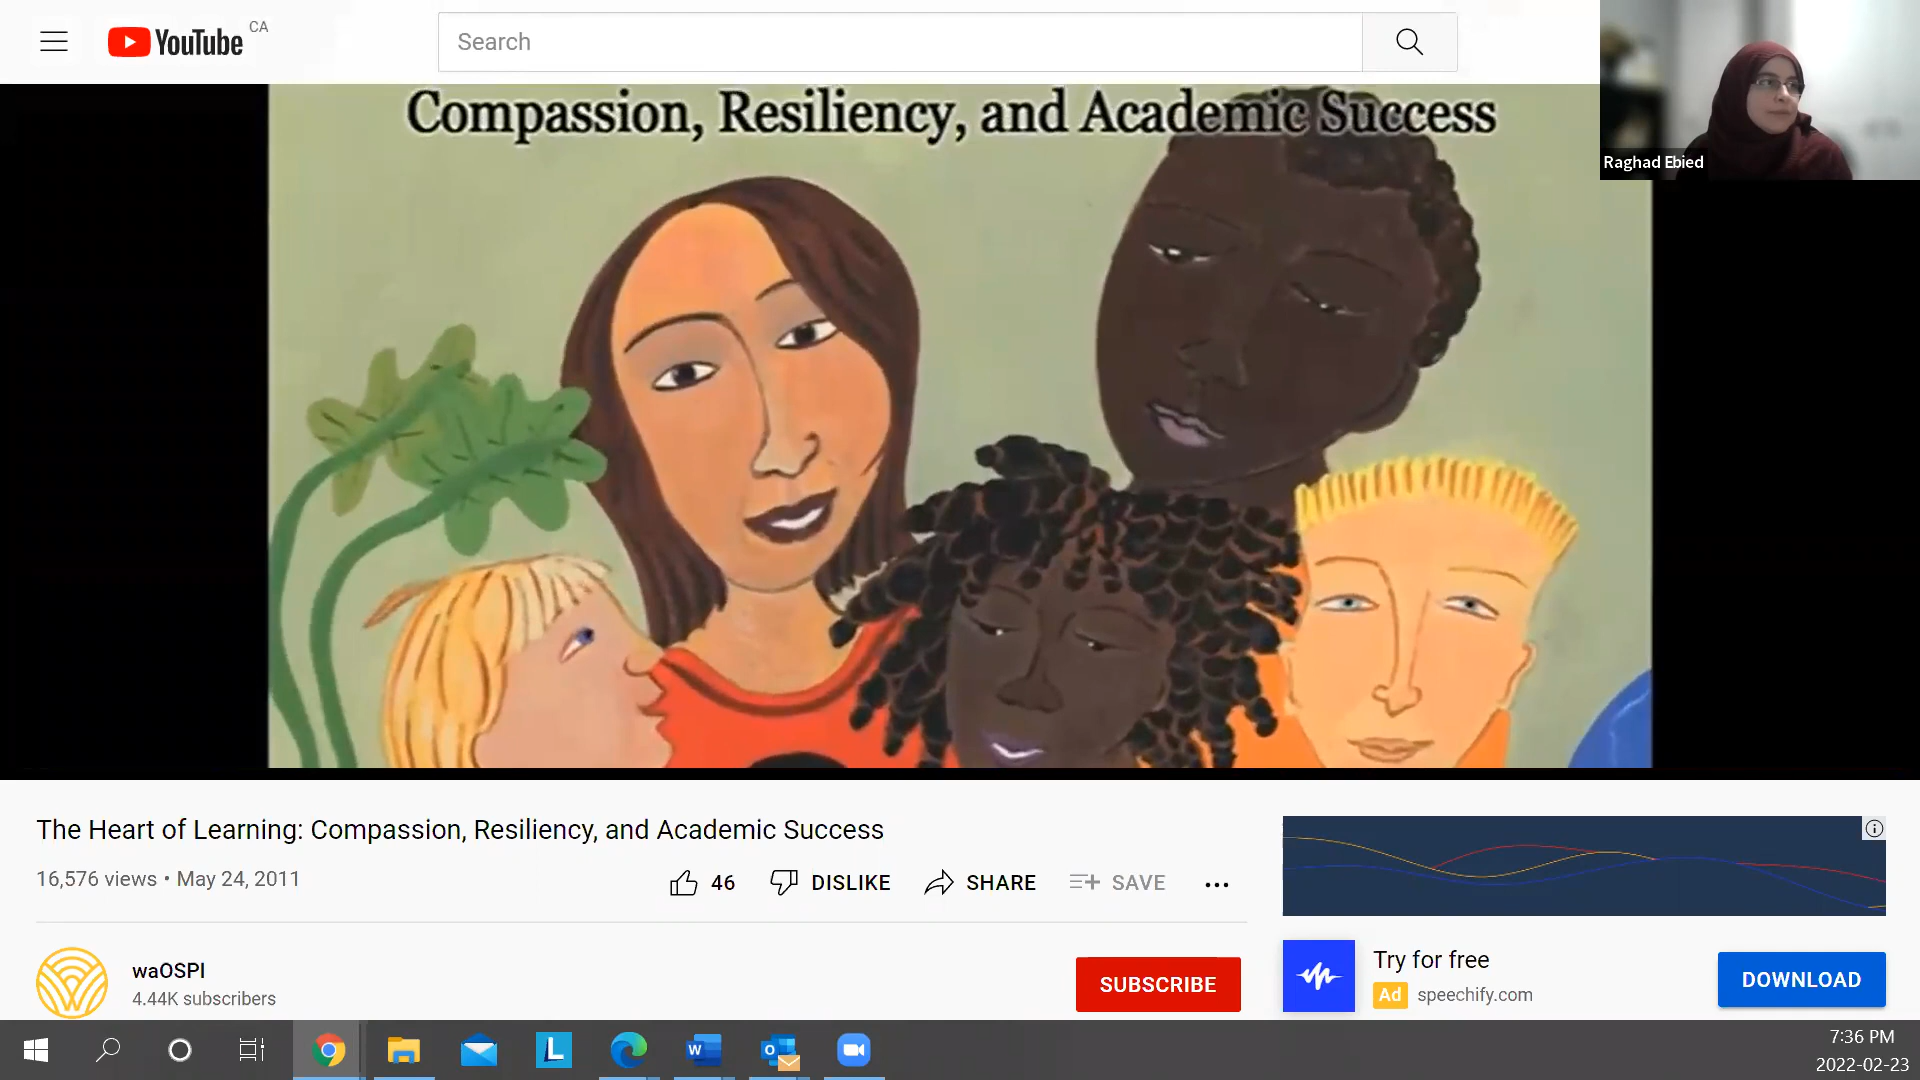 YouTube CA
Search
Compassion, Resiliency, and Academic Success
Raghad Ebied
The Heart of Learning: Compassion, Resiliency, and Academic Success
16,576 views • May 24, 2011
46
DISLIKE
SHARE
SAVE
waOSPI
4.44K subscribers
SUBSCRIBE
Try for free
Ad speechify.com
DOWNLOAD
L
W
O
7:36 PM
2022-02-23